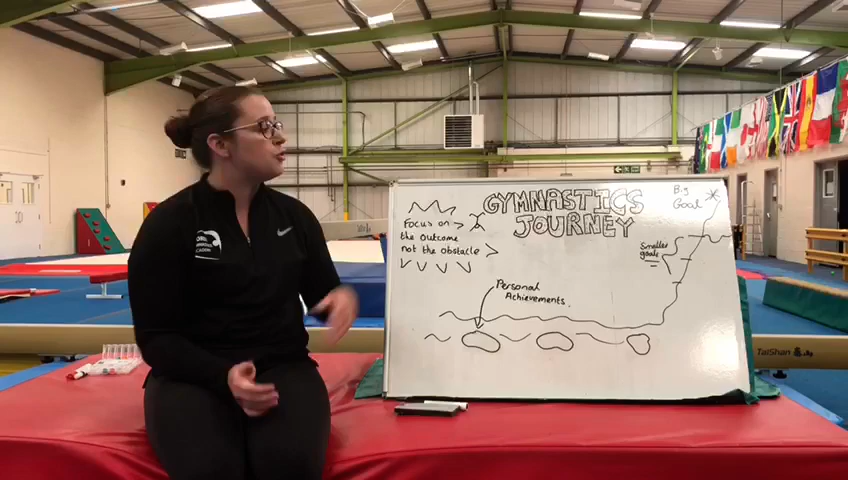 GYMNASTICS
JOURNEY
Big
Goal
Focus on
the outcome
not the obstacle
Smaller
goals
Personal
Achievements
TaiShan